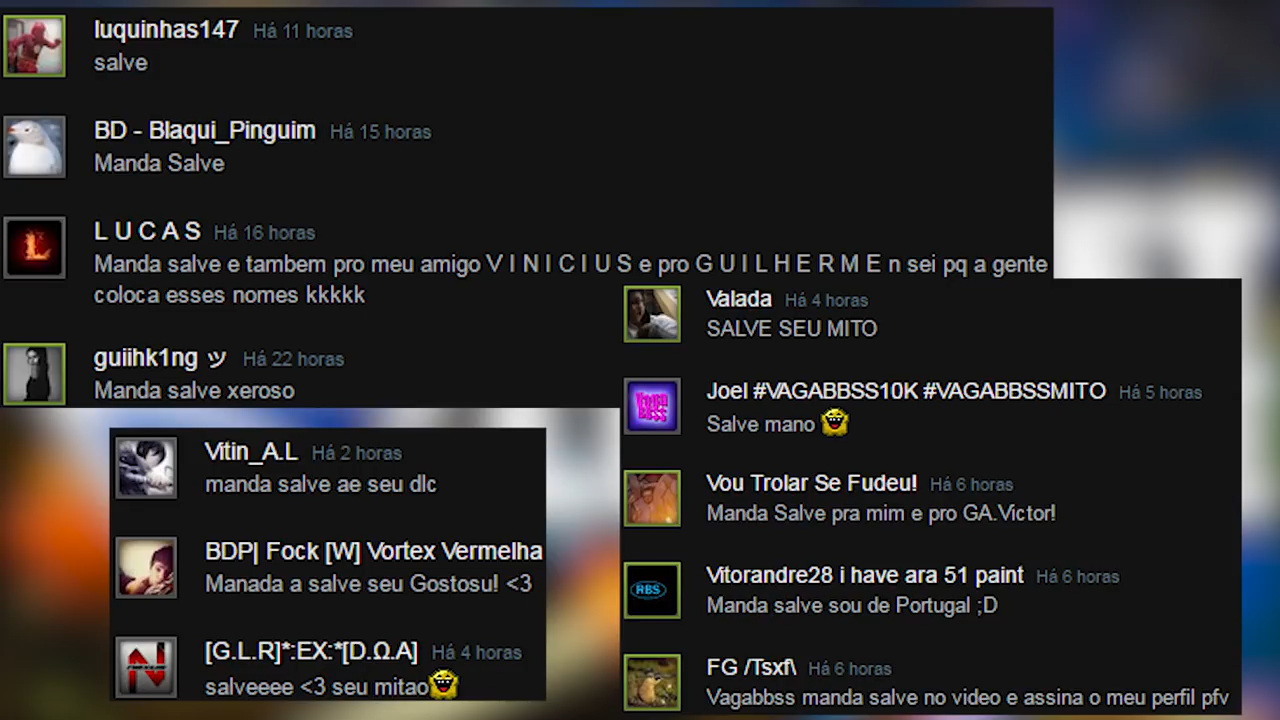 luquinhas147 Há 11 horas
salve
BD - Blaqui_Pinguim Há 15 horas
Manda Salve
L U C A S Há 16 horas
Manda salve e tambem pro meu amigo V I N I C I U S e pro G U I L H E R M E n sei pq a gente
coloca esses nomes kkkkk
guiihk1ng ツ Há 22 horas
Manda salve xeroso
Vitin_A.L Há 2 horas
manda salve ae seu dlc
BDP| Fock [W] Vortex Vermelha
Manada a salve seu Gostosu! <3
[G.L.R]*:EX:*[D.Ω.A] Há 4 horas
salveeee <3 seu mitao
Valada Há 4 horas
SALVE SEU MITO
Joel #VAGABBSS10K #VAGABBSSMITO Há 5 horas
Salve mano
Vou Trolar Se Fudeu! Há 6 horas
Manda Salve pra mim e pro GA.Victor!
RBS
Vitorandre28 i have ara 51 paint Há 6 horas
Manda salve sou de Portugal ;D
FG /Tsxf\ Há 6 horas
Vagabbss manda salve no video e assina o meu perfil pfv